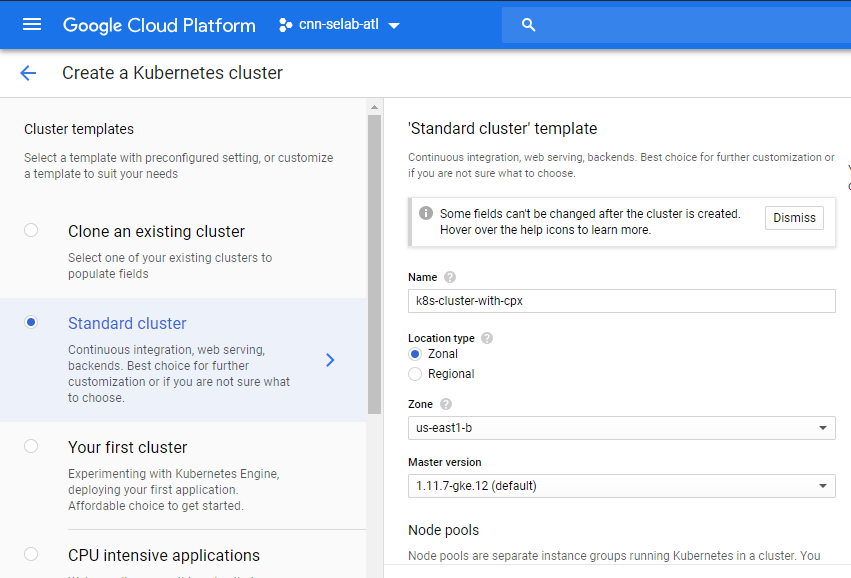 Google Cloud Platform
cnn-selab-atl
Create a Kubernetes cluster
Cluster templates
Select a template with preconfigured setting, or customize
a template to suit your needs
Clone an existing cluster
Select one of your existing clusters to
populate fields
Standard cluster
Continuous integration, web serving,
backends. Best choice for further
customization or if you are not sure what
to choose.
Your first cluster
Experimenting with Kubernetes Engine,
deploying your first application.
Affordable choice to get started.
CPU intensive applications
'Standard cluster' template
Continuous integration, web serving, backends. Best choice for further customization or
if you are not sure what to choose.
Some fields can't be changed after the cluster is created.
Hover over the help icons to learn more.
Dismiss
Name
k8s-cluster-with-cpx
Location type
Zonal
Regional
Zone
us-east1-b
Master version
1.11.7-gke.12 (default)
Node pools
Node pools are separate instance groups running Kubernetes in a cluster. You